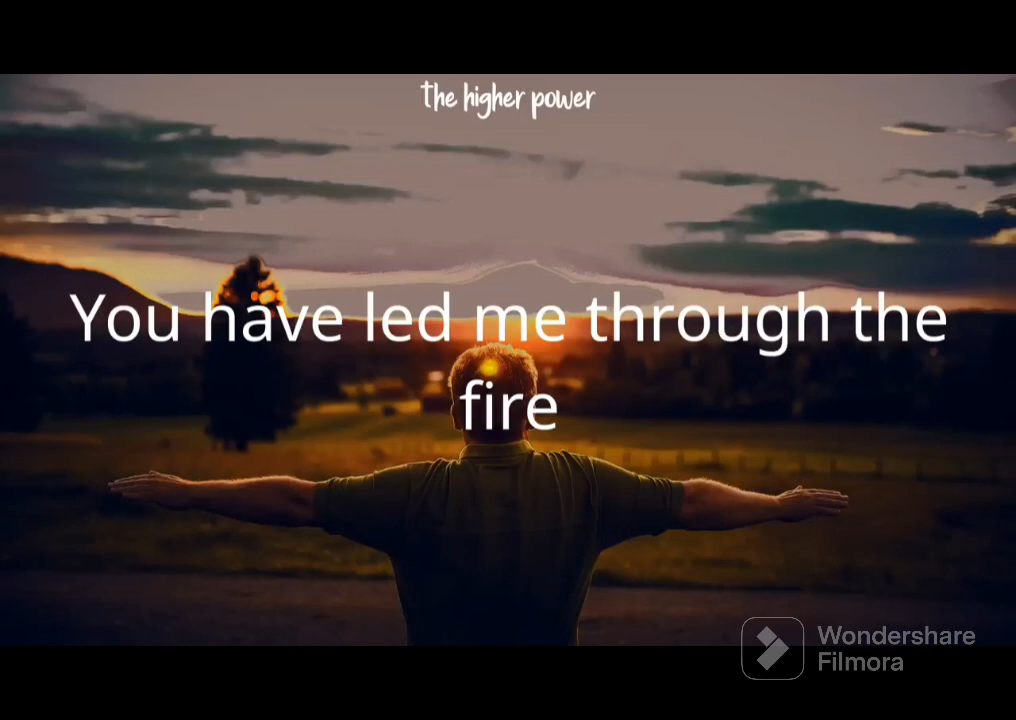 the higher power
You have led me through the
fire
Wondershare
Filmora